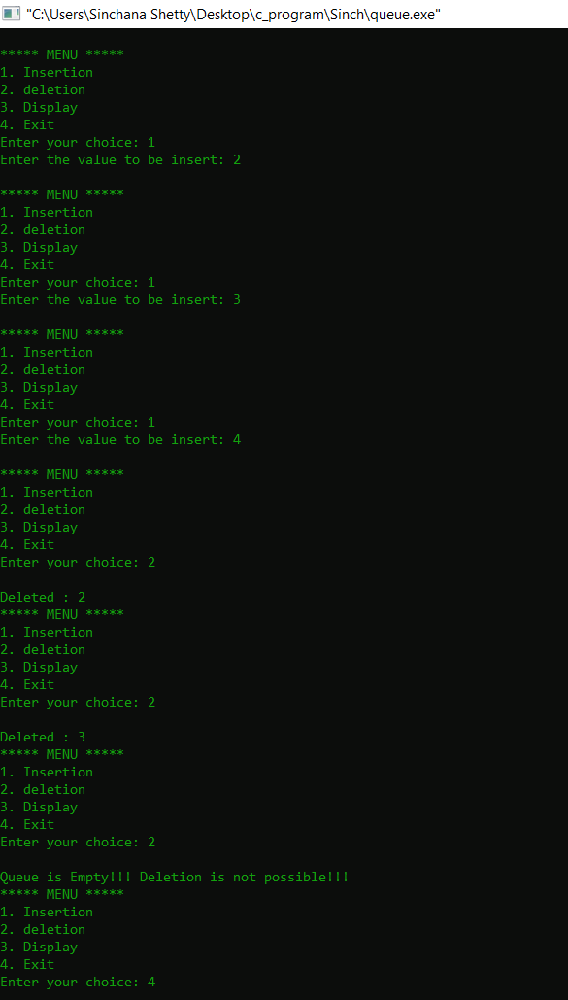 "C:\Users\Sinchana Shetty\Desktop\c_program\Sinch\queue.exe"
***** MENU *****
1. Insertion
2. deletion
3. Display
4. Exit
Enter your choice: 1
Enter the value to be insert: 2
***** MENU *****
1. Insertion
2. deletion
3. Display
4. Exit
Enter your choice: 1
Enter the value to be insert: 3
***** MENU *****
1. Insertion
2. deletion
3. Display
4. Exit
Enter your choice: 1
Enter the value to be insert: 4
***** MENU *****
1. Insertion
2. deletion
3. Display
4. Exit
Enter your choice: 2
Deleted : 2
***** MENU *****
1. Insertion
2. deletion
3. Display
4. Exit
Enter your choice: 2
Deleted : 3
***** MENU *****
1. Insertion
2. deletion
3. Display
4. Exit
Enter your choice: 2
Queue is Empty!!! Deletion is not possible!!!
***** MENU *****
1. Insertion
2. deletion
3. Display
4. Exit
Enter your choice: 4